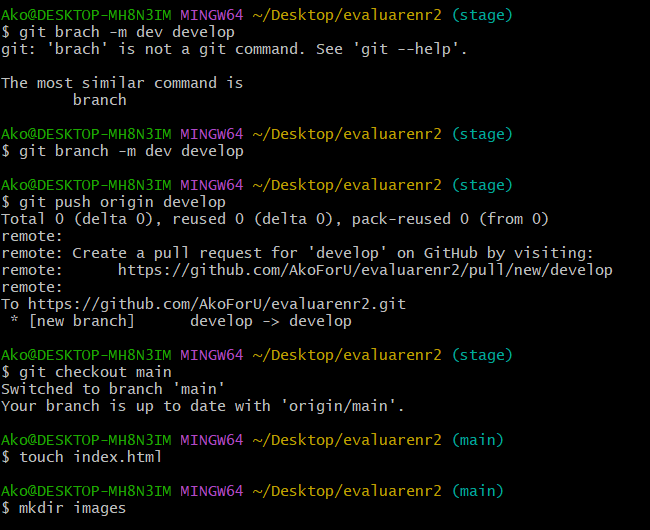 Ako@DESKTOP-MH8N3IM MINGW64 ~/Desktop/evaluarenr2 (stage)
$ git brach -m dev develop
git: 'brach' is not a git command. See 'git --help'.
The most similar command is
branch
Ako@DESKTOP-MH8N3IM MINGW64 ~/Desktop/evaluarenr2 (stage)
$ git branch -m dev develop
Ako@DESKTOP-MH8N3IM MINGW64 ~/Desktop/evaluarenr2 (stage)
$ git push origin develop
Total 0 (delta 0), reused 0 (delta 0), pack-reused 0 (from 0)
remote:
remote: Create a pull request for 'develop' on GitHub by visiting:
remote:      https://github.com/AkoForU/evaluarenr2/pull/new/develop
remote:
To https://github.com/AkoForU/evaluarenr2.git
 * [new branch]      develop -> develop
Ako@DESKTOP-MH8N3IM MINGW64 ~/Desktop/evaluarenr2 (stage)
$ git checkout main
Switched to branch 'main'
Your branch is up to date with 'origin/main'.
Ako@DESKTOP-MH8N3IM MINGW64 ~/Desktop/evaluarenr2 (main)
$ touch index.html
Ako@DESKTOP-MH8N3IM MINGW64 ~/Desktop/evaluarenr2 (main)
$ mkdir images